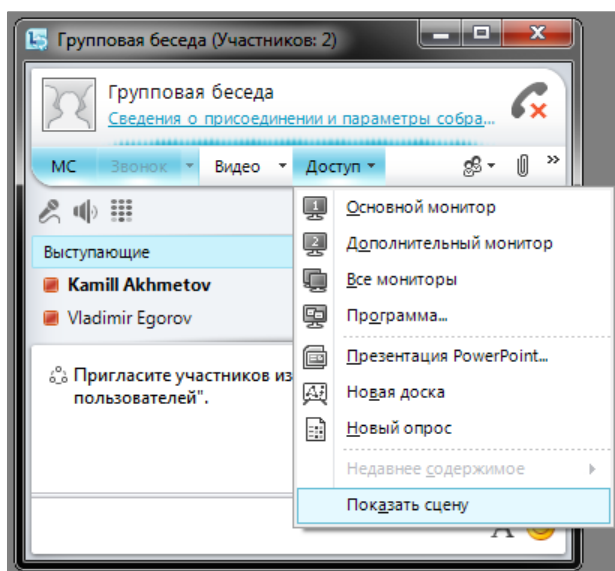 Групповая беседа (Участников: 2)
Групповая беседа
Сведения о присоединении и параметры собра...
МС Звонок Видео Доступ
Выступающие
Kamill Akhmetov
Vladimir Egorov
Пригласите участников из
пользователей".
1 Основной монитор
2 Дополнительный монитор
Все мониторы
Программа...
Презентация PowerPoint...
Новая доска
Новый опрос
Недавнее содержимое
Показать сцену
A